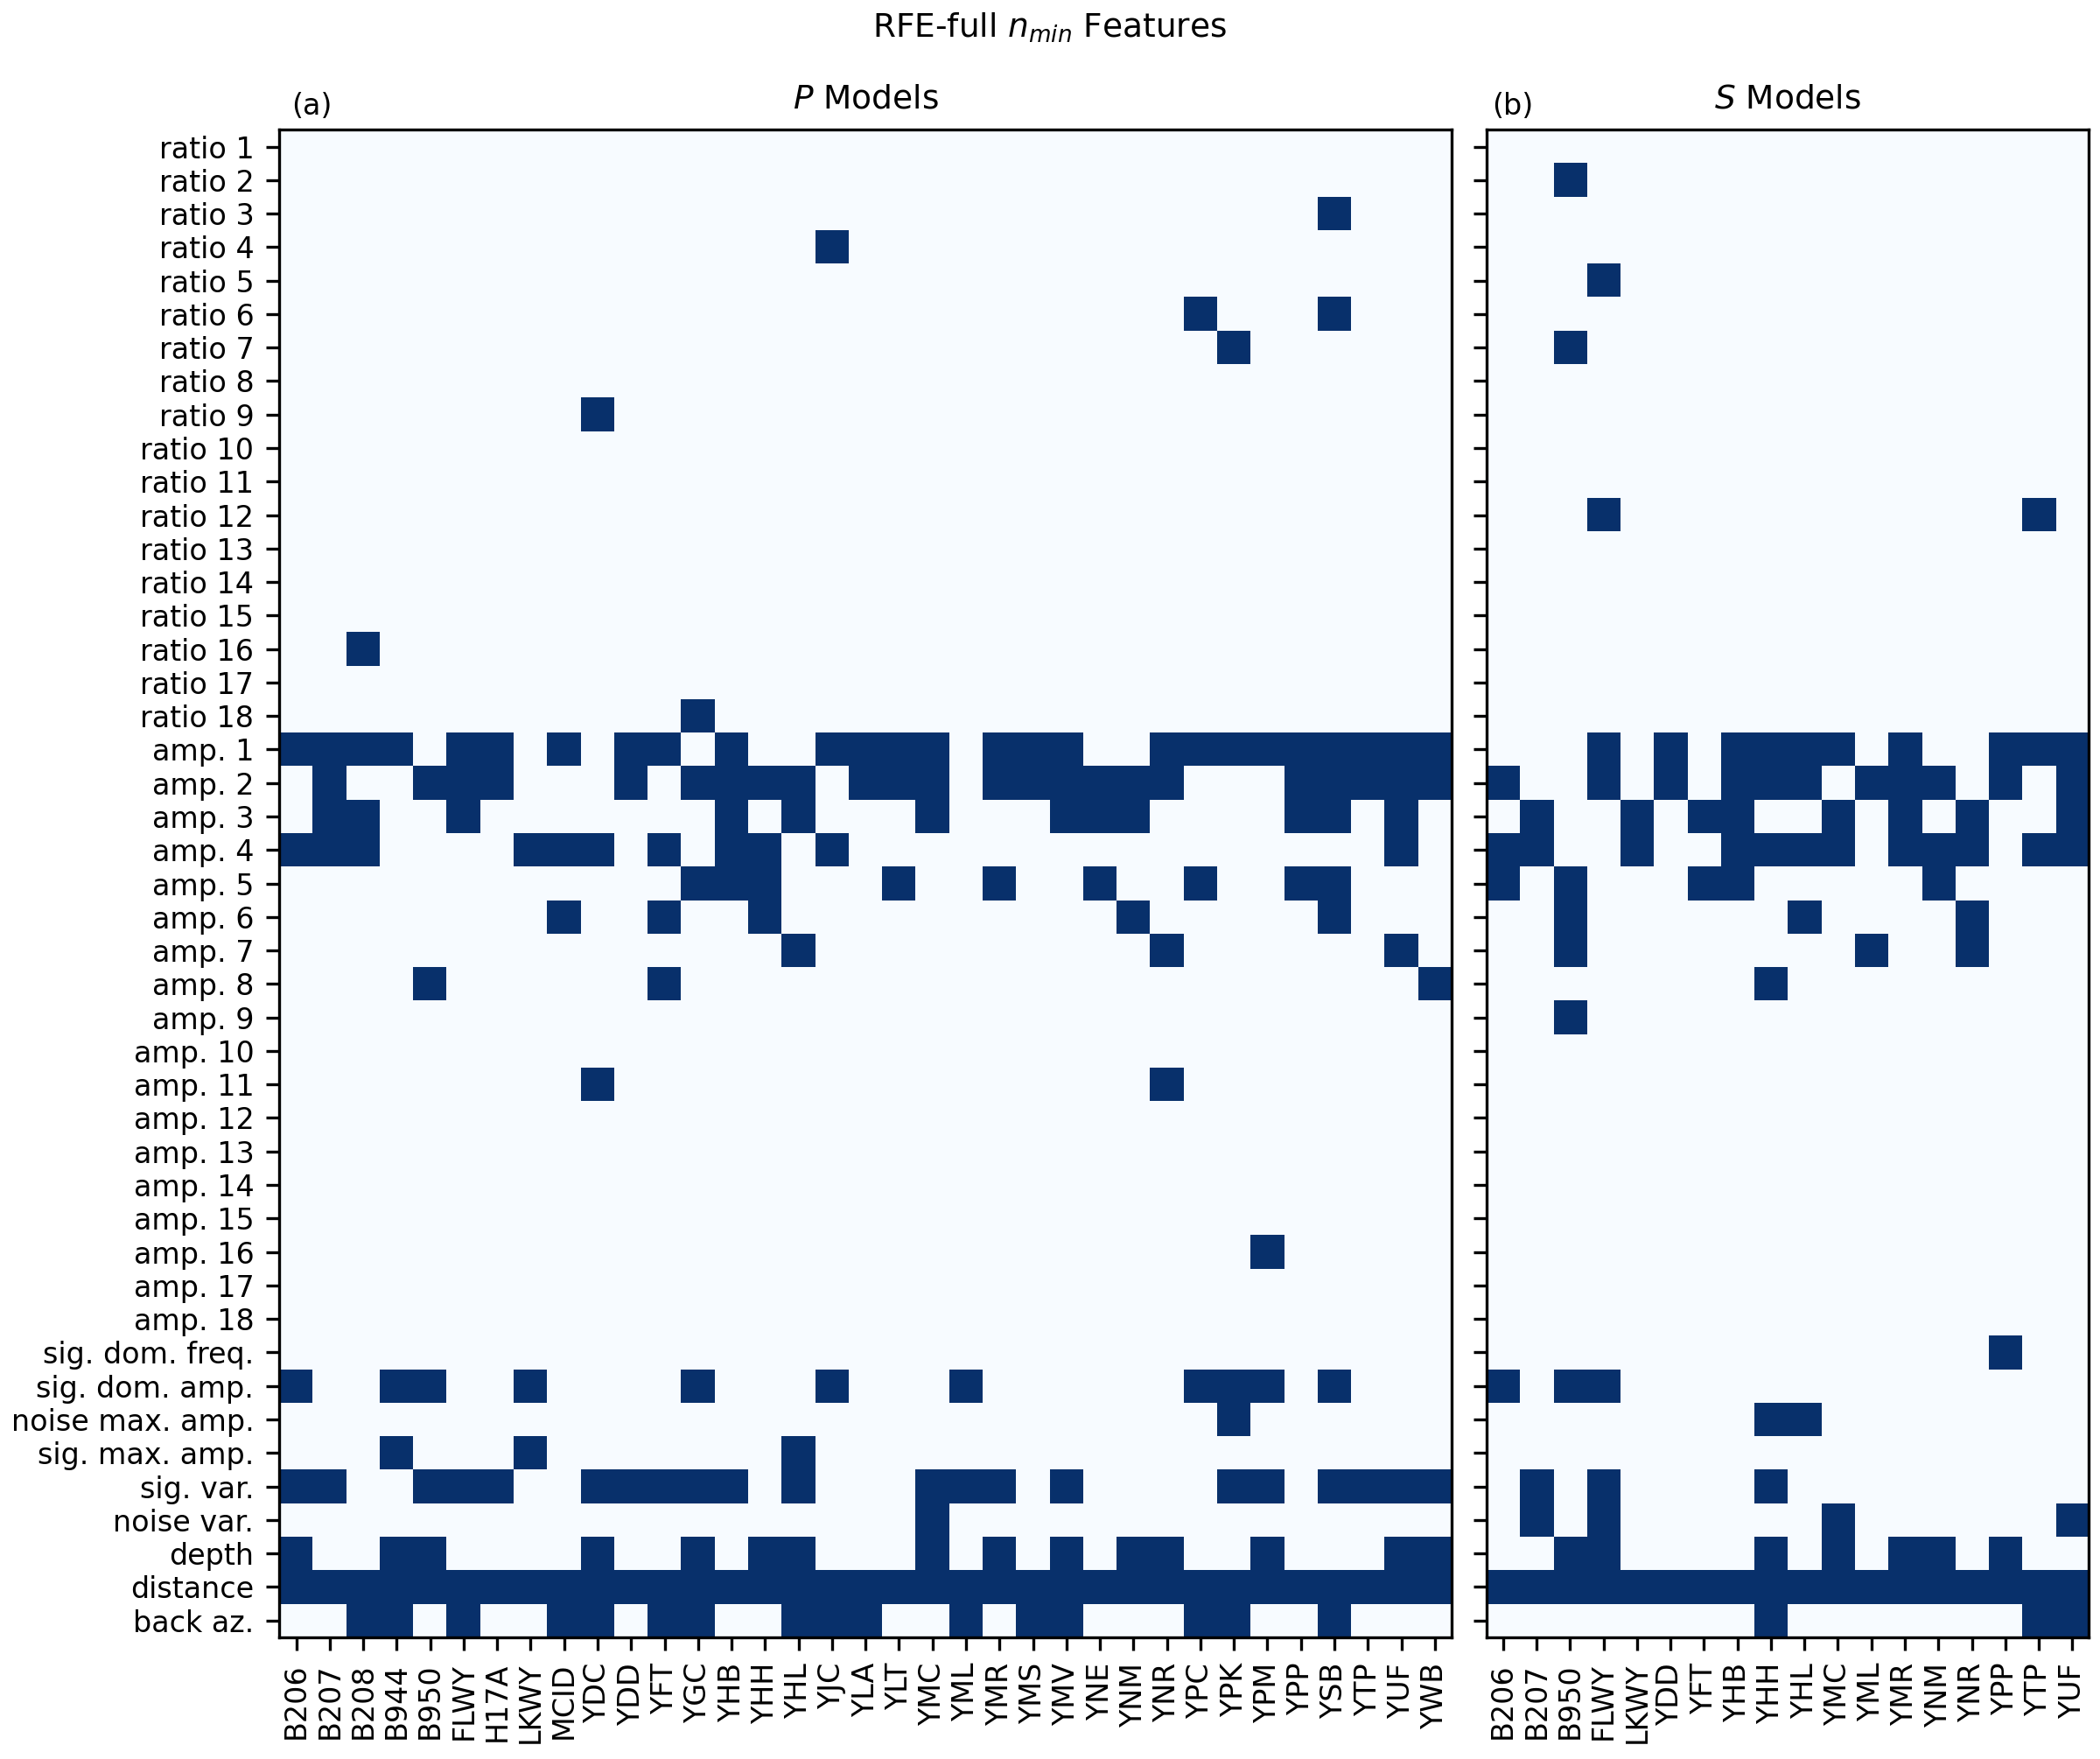 RFE-full n_min Features
(a)
P Models
(b)
S Models
ratio 1
ratio 2
ratio 3
ratio 4
ratio 5
ratio 6
ratio 7
ratio 8
ratio 9
ratio 10
ratio 11
ratio 12
ratio 13
ratio 14
ratio 15
ratio 16
ratio 17
ratio 18
amp. 1
amp. 2
amp. 3
amp. 4
amp. 5
amp. 6
amp. 7
amp. 8
amp. 9
amp. 10
amp. 11
amp. 12
amp. 13
amp. 14
amp. 15
amp. 16
amp. 17
amp. 18
sig. dom. freq.
sig. dom. amp.
noise max. amp.
sig. max. amp.
sig. var.
noise var.
depth
distance
back az.
B206
B207
B208
B944
B950
FLWY
H17A
LKWY
MCID
YDC
YDD
YFT
YGC
YHB
YHH
YHL
YJC
YLA
YLT
YMC
YML
YMR
YMS
YMV
YNE
YNM
YNR
YPC
YPK
YPM
YPP
YSB
YTP
YUF
YWB
B206
B207
B950
FLWY
LKWY
YDD
YFT
YHB
YHH
YHL
YMC
YML
YMR
YNM
YNR
YPP
YTP
YUF